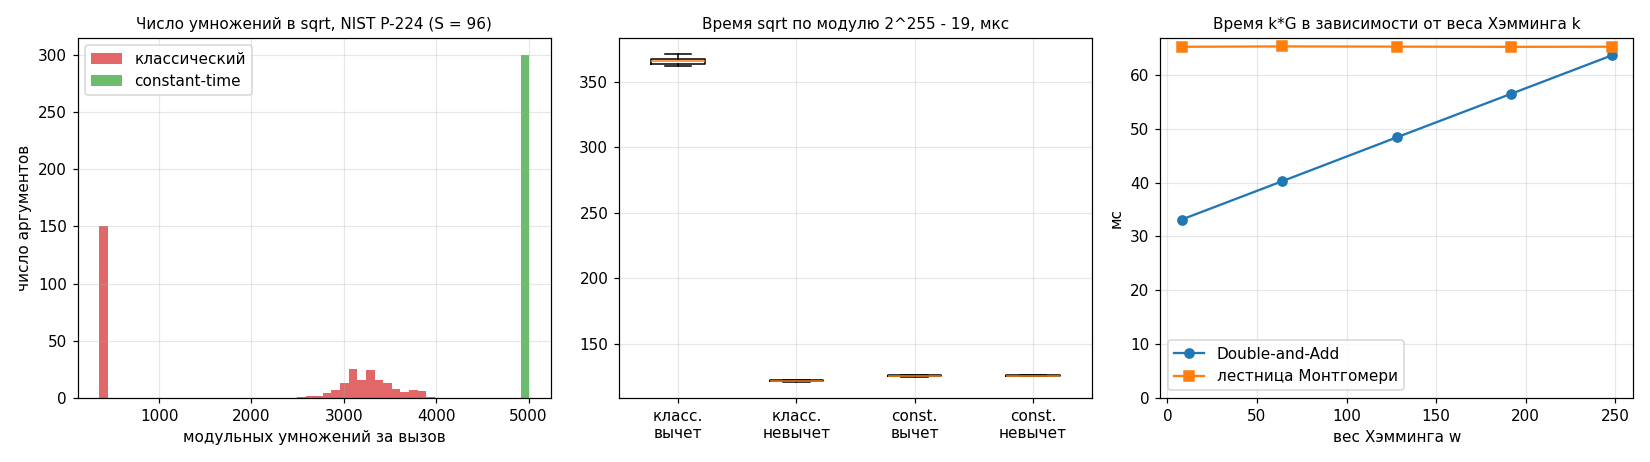 Число умножений в sqrt, NIST P-224 (S = 96)
300
250
200
150
100
50
0
число аргументов
классический
constant-time
1000
2000
3000
4000
5000
модульных умножений за вызов
Время sqrt по модулю 2^255 - 19, мкс
350
300
250
200
150
класс.
вычет
класс.
невычет
const.
вычет
const.
невычет
Время k*G в зависимости от веса Хэмминга k
60
50
40
30
20
10
0
мс
Double-and-Add
лестница Монтгомери
0
50
100
150
200
250
вес Хэмминга w